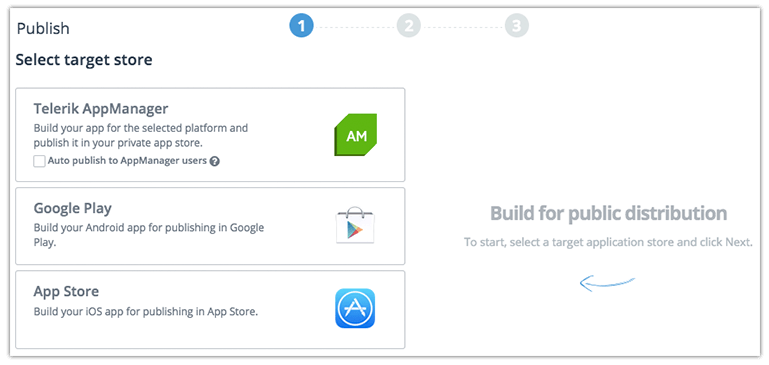 Publish
1
2
3
Select target store
Telerik AppManager
Build your app for the selected platform and
publish it in your private app store.
Auto publish to AppManager users ?
AM
Google Play
Build your Android app for publishing in Google
Play.
App Store
Build your iOS app for publishing in App Store.
Build for public distribution
To start, select a target application store and click Next.